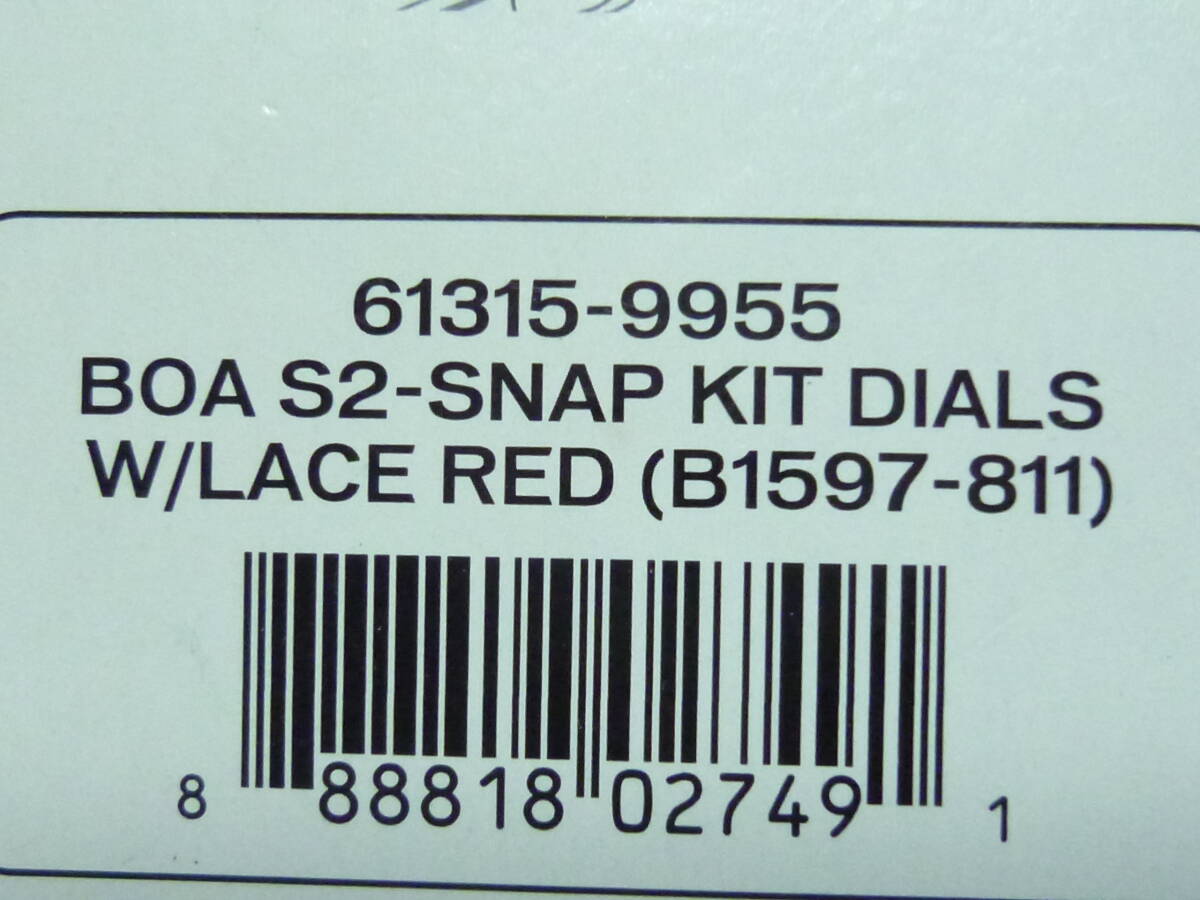 61315-9955
BOA S2-SNAP KIT DIALS
W/LACE RED (B1597-811)
8 88818 02749 1